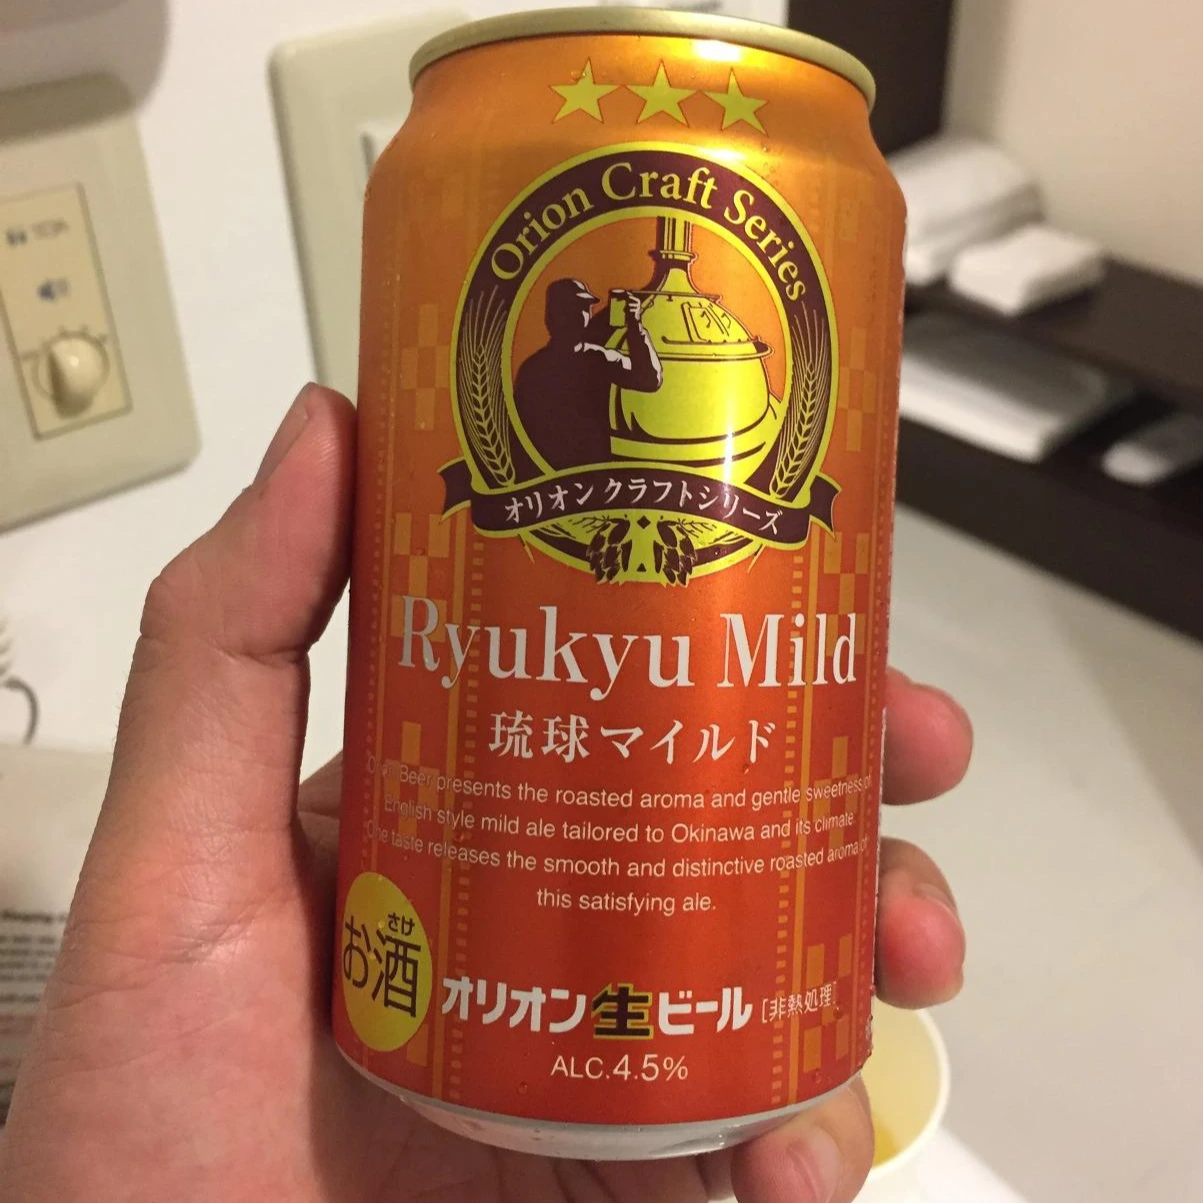 Orion Craft Series
オリオンクラフトシリーズ
Ryukyu Mild
琉球マイルド
Beer presents the roasted aroma and gentle sweetness of
English style mild ale tailored to Okinawa and its climate.
One taste releases the smooth and distinctive roasted aroma of
this satisfying ale.
さけ
お酒
オリオン生ビール [非熱処理]
ALC.4.5%